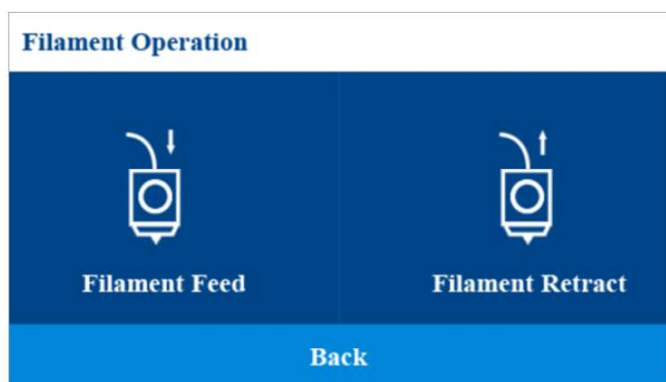 Filament Operation
Filament Feed
Filament Retract
Back